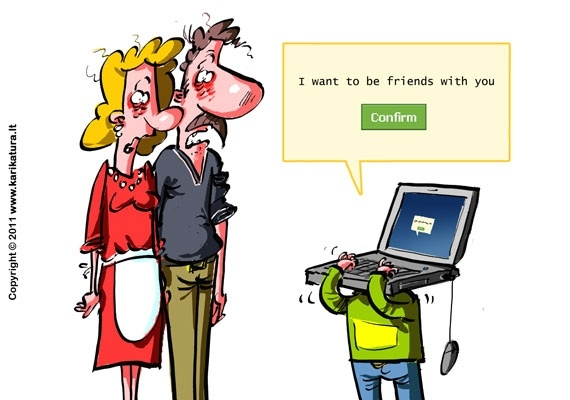 I want to be friends with you
Confirm
Copyright © 2011 www.karikatura.lt